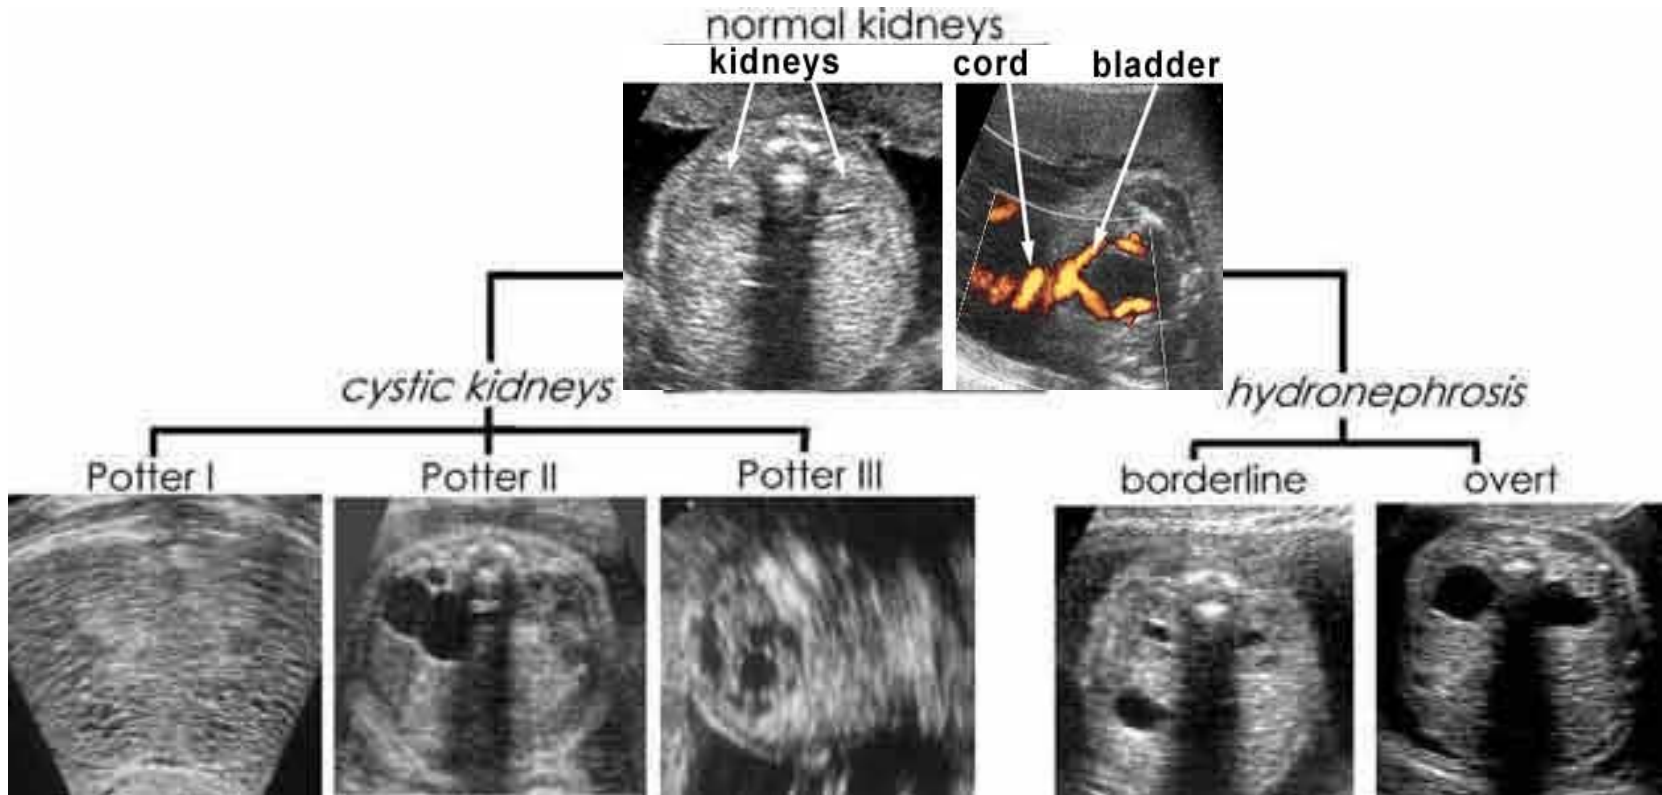 normal kidneys
kidneys cord bladder
cystic kidneys
hydronephrosis
Potter I
Potter II
Potter III
borderline
overt